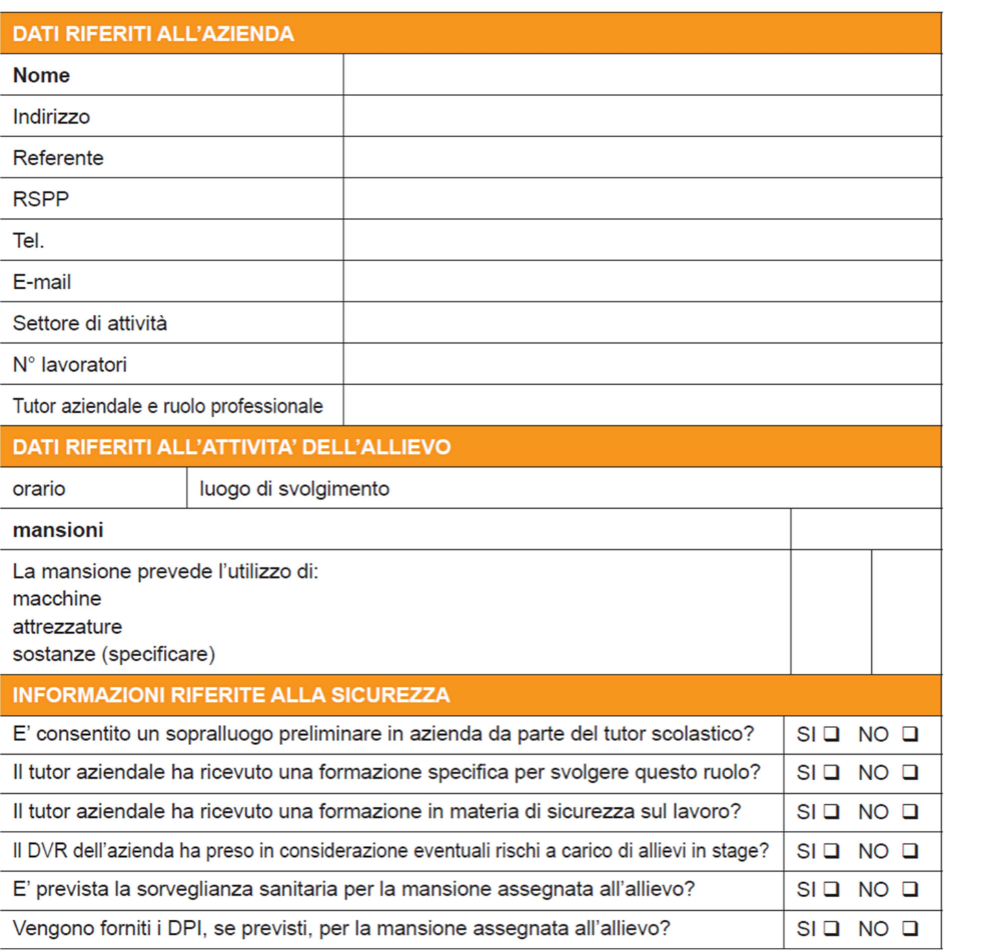 DATI RIFERITI ALL’AZIENDA
Nome
Indirizzo
Referente
RSPP
Tel.
E-mail
Settore di attività
N° lavoratori
Tutor aziendale e ruolo professionale
DATI RIFERITI ALL’ATTIVITA’ DELL’ALLIEVO
orario luogo di svolgimento
mansioni
La mansione prevede l’utilizzo di:
macchine
attrezzature
sostanze (specificare)
INFORMAZIONI RIFERITE ALLA SICUREZZA
E’ consentito un sopralluogo preliminare in azienda da parte del tutor scolastico? SI ❑ NO ❑
Il tutor aziendale ha ricevuto una formazione specifica per svolgere questo ruolo? SI ❑ NO ❑
Il tutor aziendale ha ricevuto una formazione in materia di sicurezza sul lavoro? SI ❑ NO ❑
Il DVR dell’azienda ha preso in considerazione eventuali rischi a carico di allievi in stage? SI ❑ NO ❑
E’ prevista la sorveglianza sanitaria per la mansione assegnata all’allievo? SI ❑ NO ❑
Vengono forniti i DPI, se previsti, per la mansione assegnata all’allievo? SI ❑ NO ❑